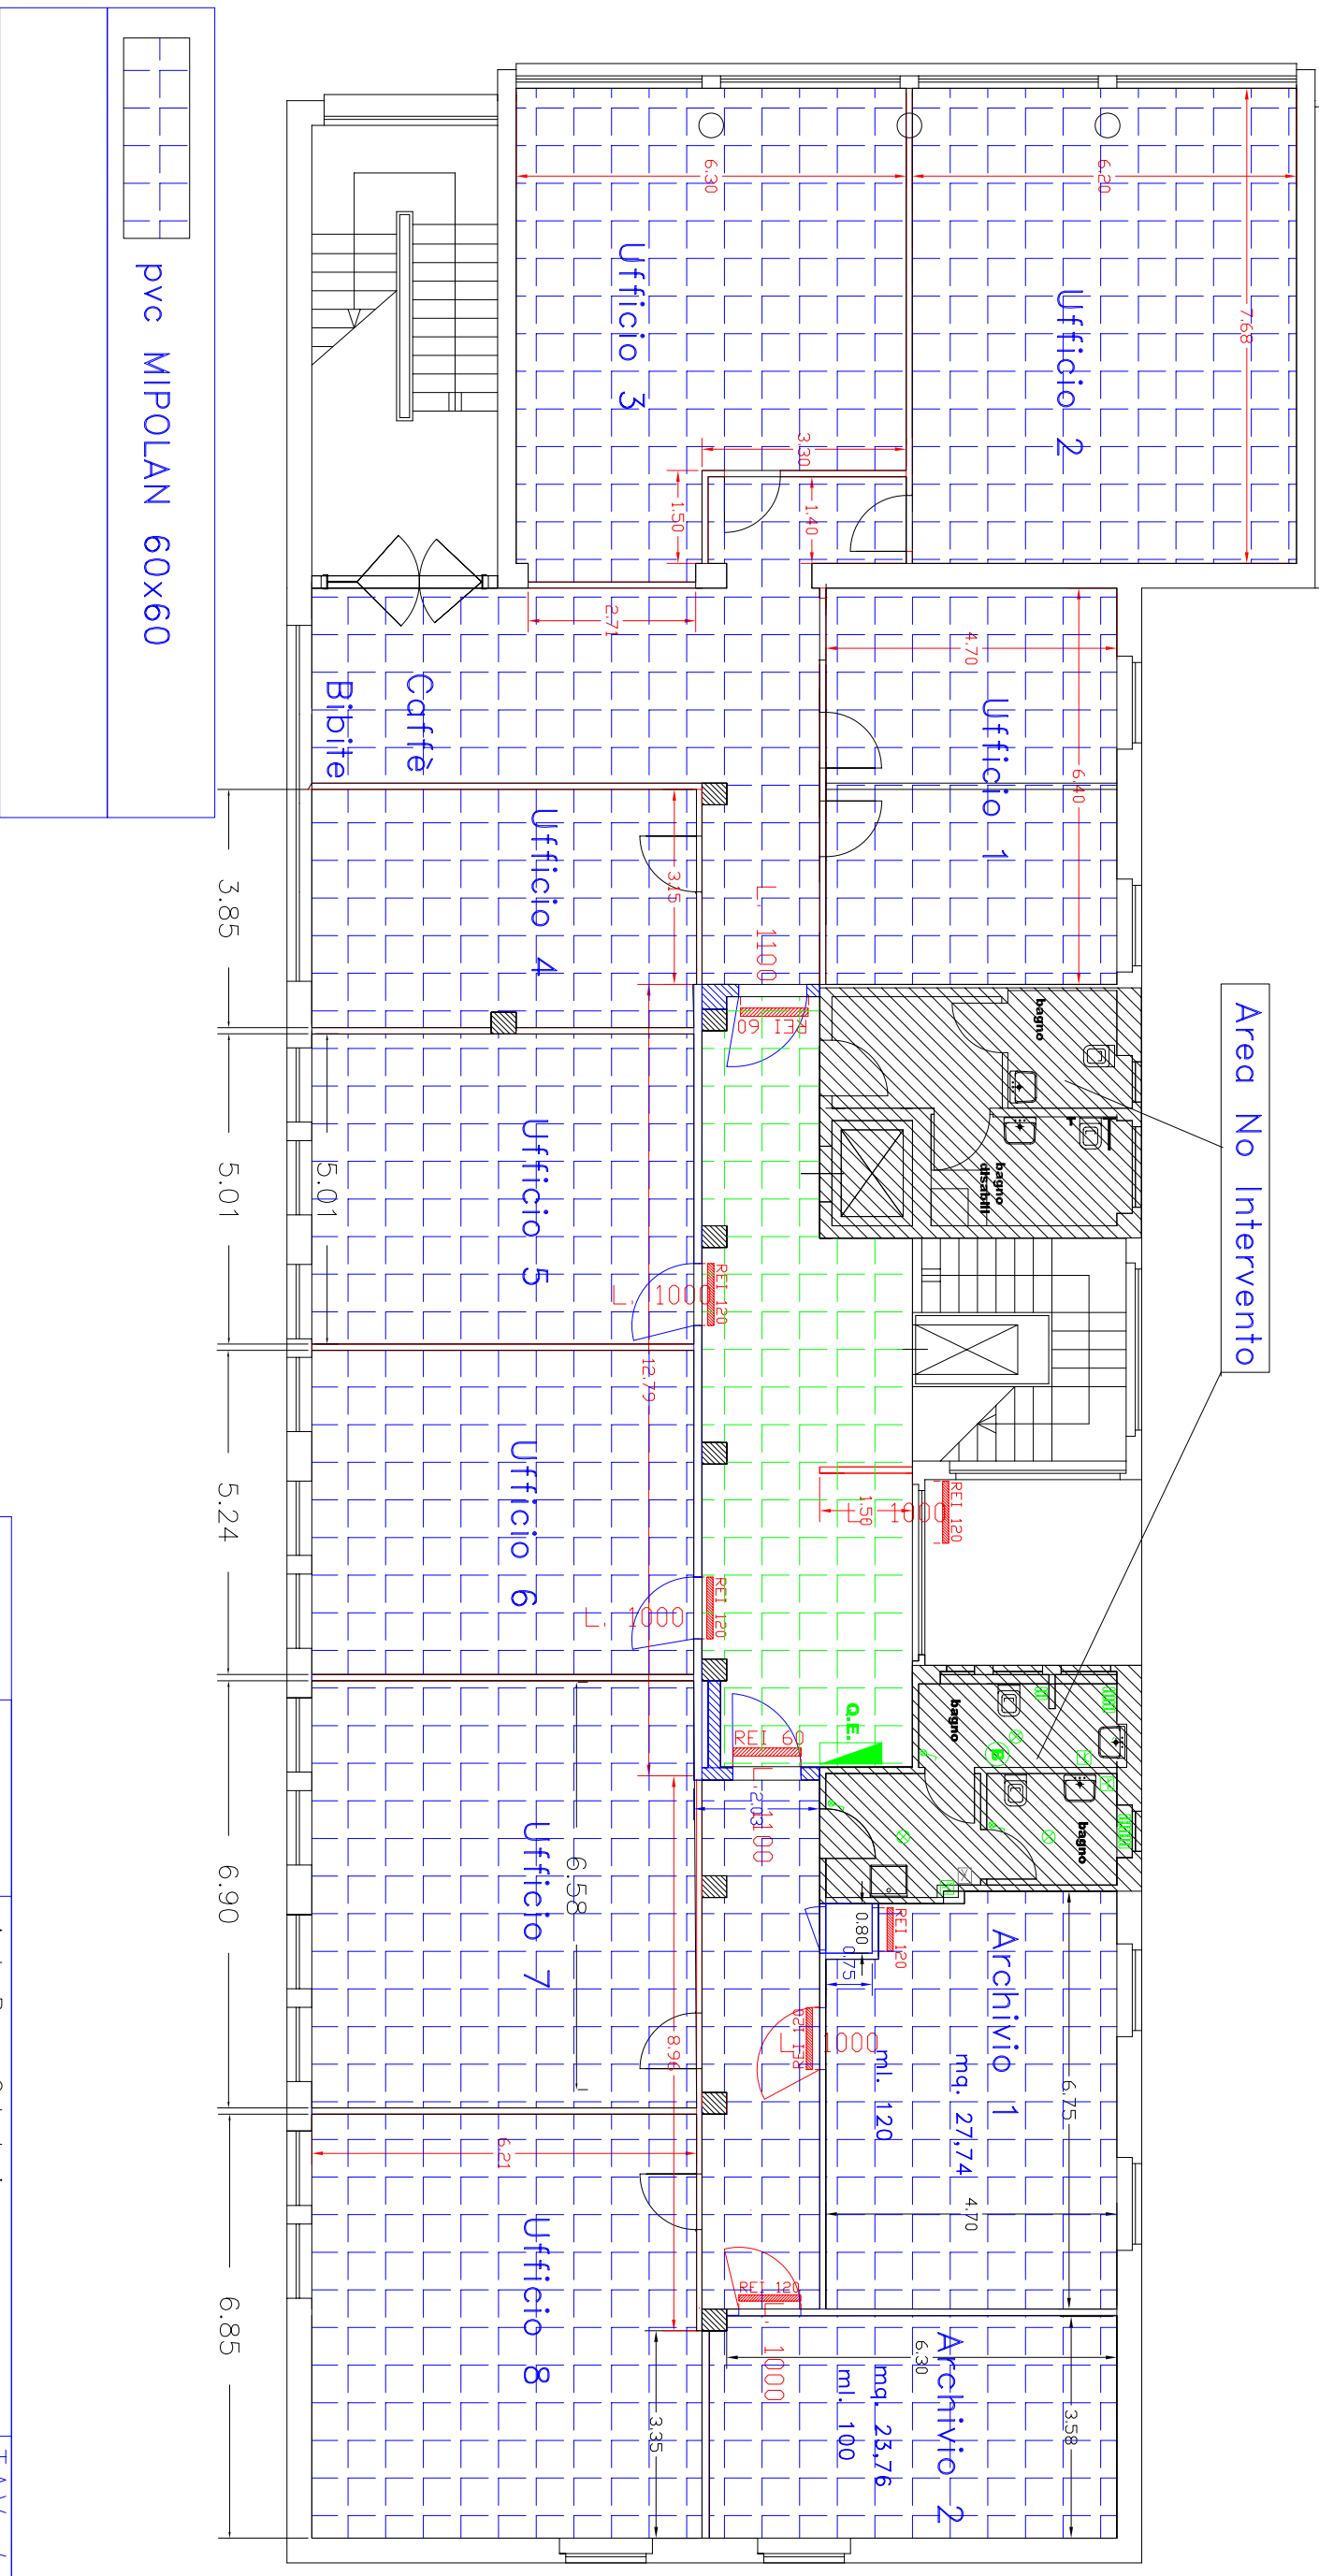 Area No Intervento
Ufficio 2
6.20
7.68
Ufficio 3
6.30
3.30
1.40
1.50
2.71
Ufficio 1
4.70
6.40
Caffè
Bibite
Ufficio 4
3.15
L. 1100
REI 60
bagno
bagno
disabili
Ufficio 5
5.01
REI 120
L. 1000
12.79
Ufficio 6
REI 120
L. 1000
REI 120
L. 1000
1.50
Q.E.
REI 60
L. 1100
2.03
bagno
B
bagno
Ufficio 7
6.58
8.96
REI 120
0.80
0.75
REI 120
L. 1000
Archivio 1
mq. 27,74
ml. 120
6.75
4.70
Ufficio 8
6.21
REI 120
L. 1000
Archivio 2
mq. 23,76
ml. 100
6.30
3.58
3.35
3.85
5.01
5.24
6.90
6.85
pvc MIPOLAN 60x60